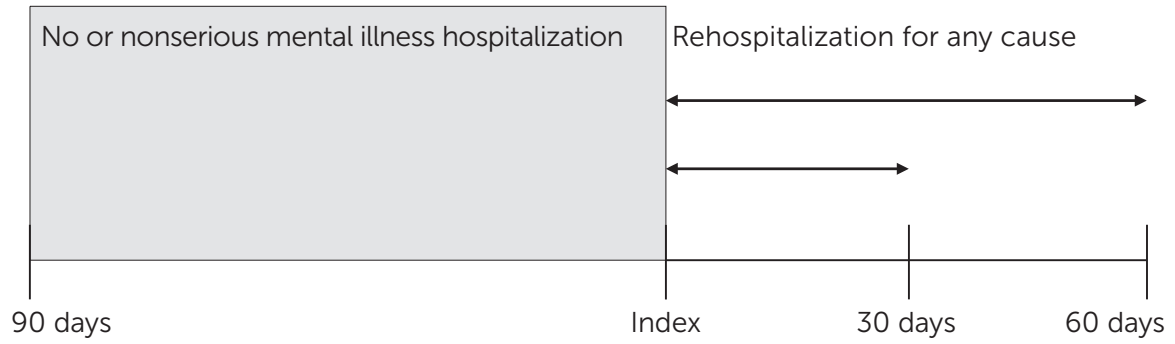 No or nonserious mental illness hospitalization
Rehospitalization for any cause
90 days
Index
30 days
60 days